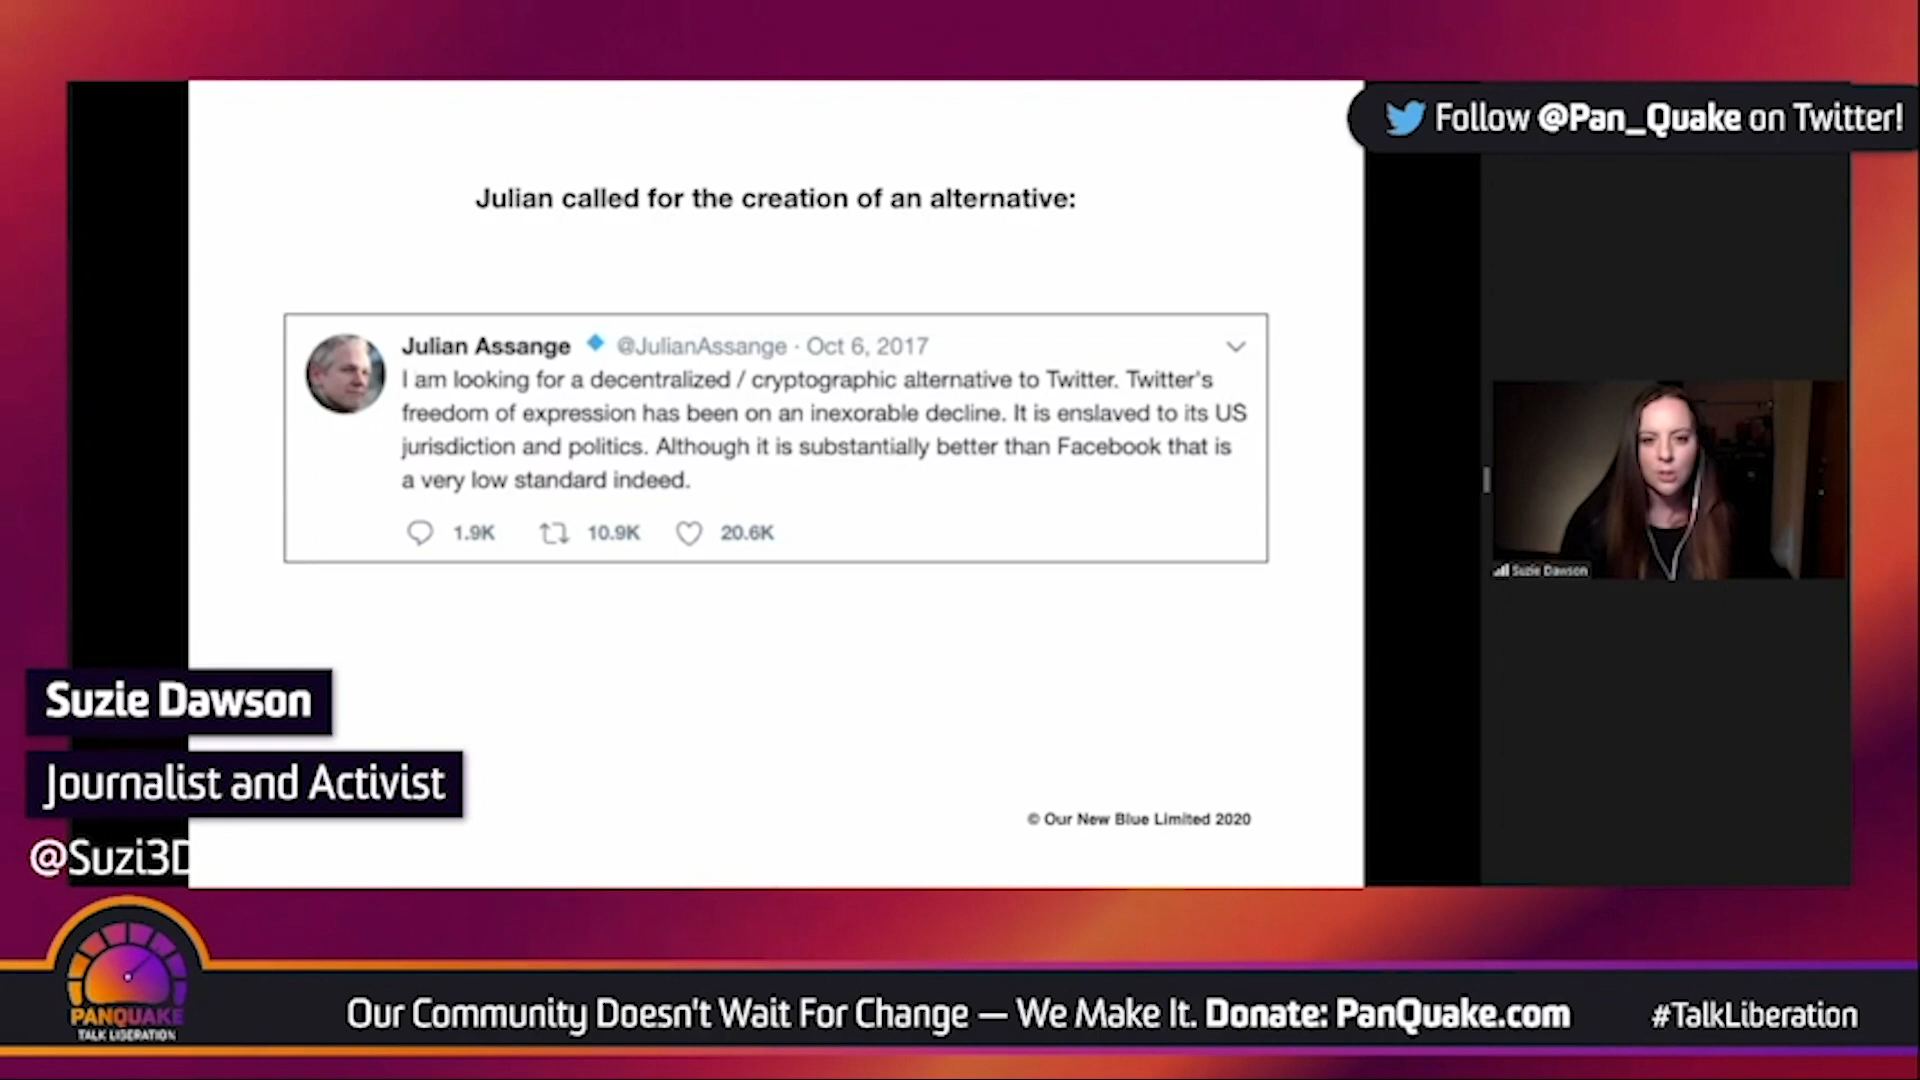 Follow @Pan_Quake on Twitter!
Julian called for the creation of an alternative:
Julian Assange @JulianAssange · Oct 6, 2017
I am looking for a decentralized / cryptographic alternative to Twitter. Twitter's
freedom of expression has been on an inexorable decline. It is enslaved to its US
jurisdiction and politics. Although it is substantially better than Facebook that is
a very low standard indeed.
1.9K 10.9K 20.6K
Suzie Dawson
Suzie Dawson
Journalist and Activist
© Our New Blue Limited 2020
@Suzi3D
PANQUAKE
TALK LIBERATION
Our Community Doesn't Wait For Change — We Make It. Donate: PanQuake.com
#TalkLiberation